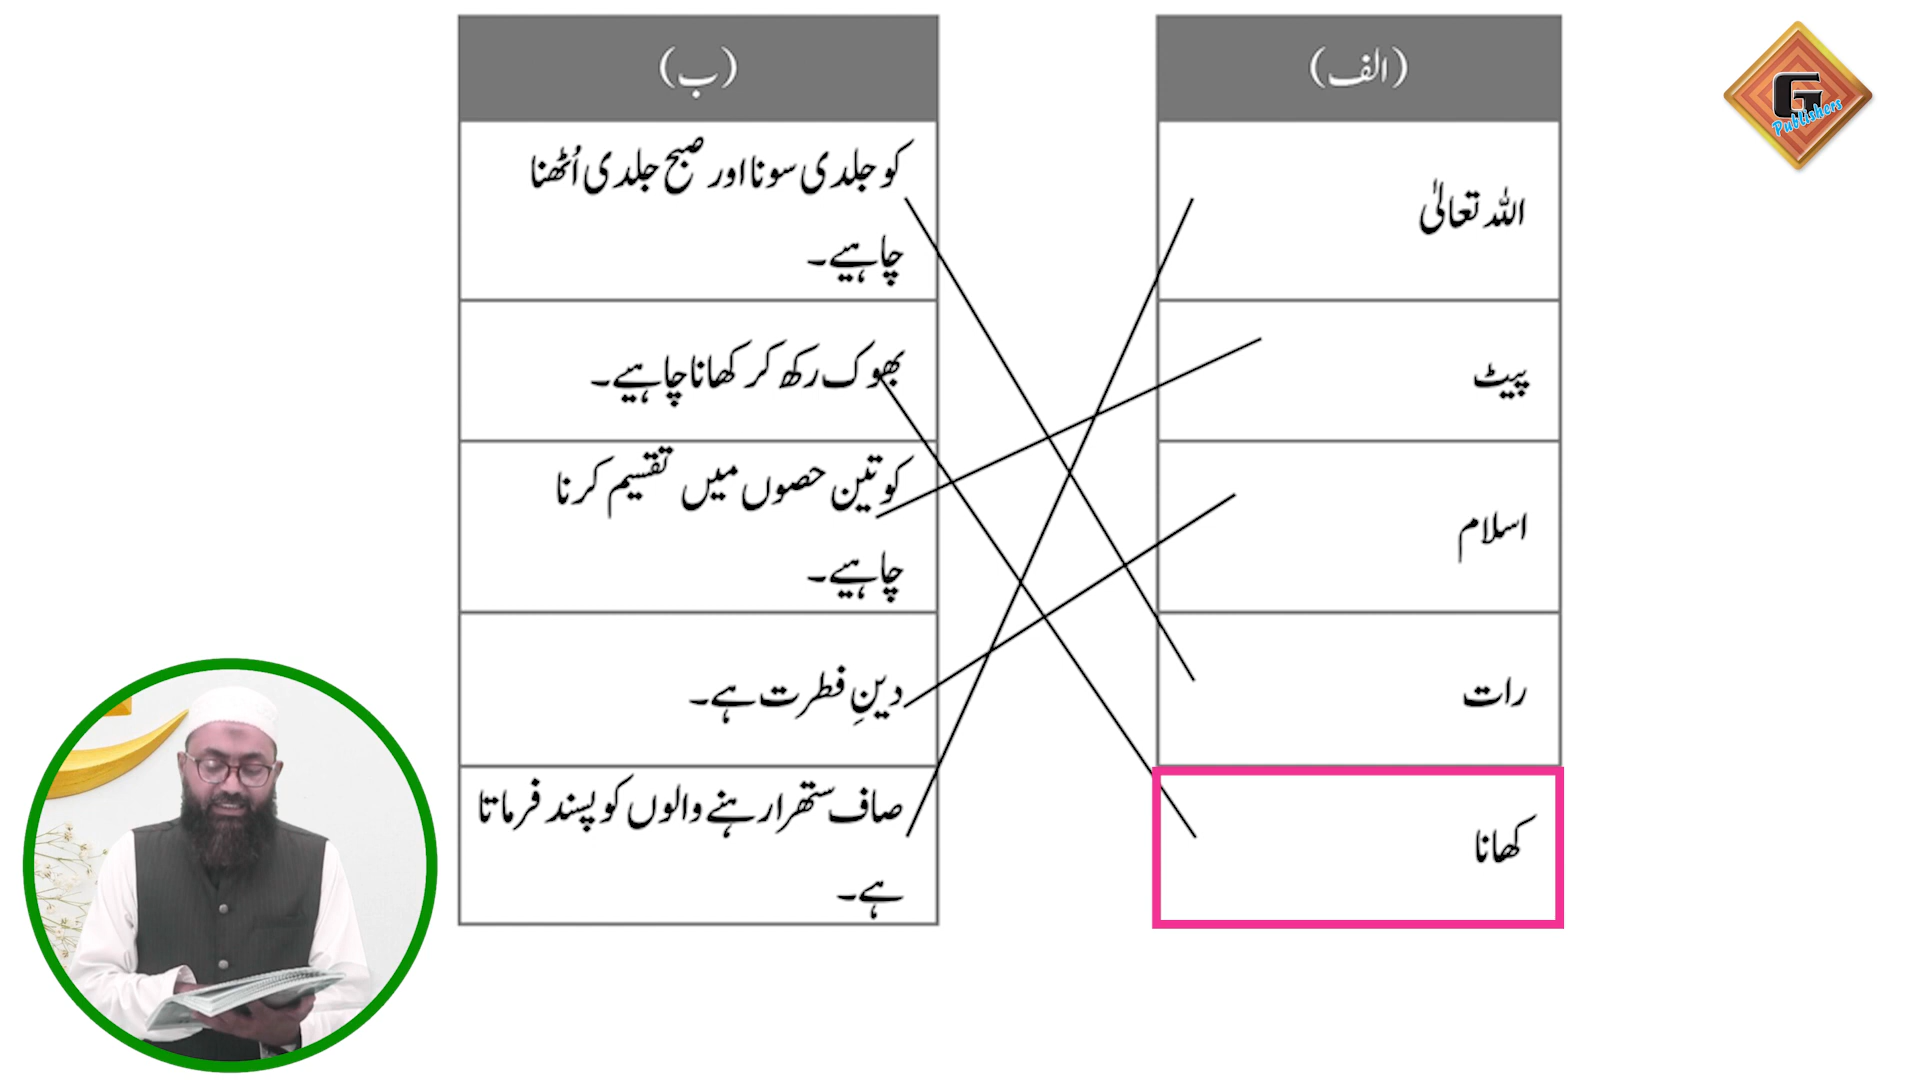 (الف)
اللہ تعالیٰ
پیٹ
اسلام
رات
کھانا
(ب)
کو جلدی سونا اور صبح جلدی اُٹھنا
چاہیے۔
بھوک رکھ کر کھانا چاہیے۔
کو تین حصوں میں تقسیم کرنا
چاہیے۔
دینِ فطرت ہے۔
صاف ستھرا رہنے والوں کو پسند فرماتا
ہے۔
G
Publishers